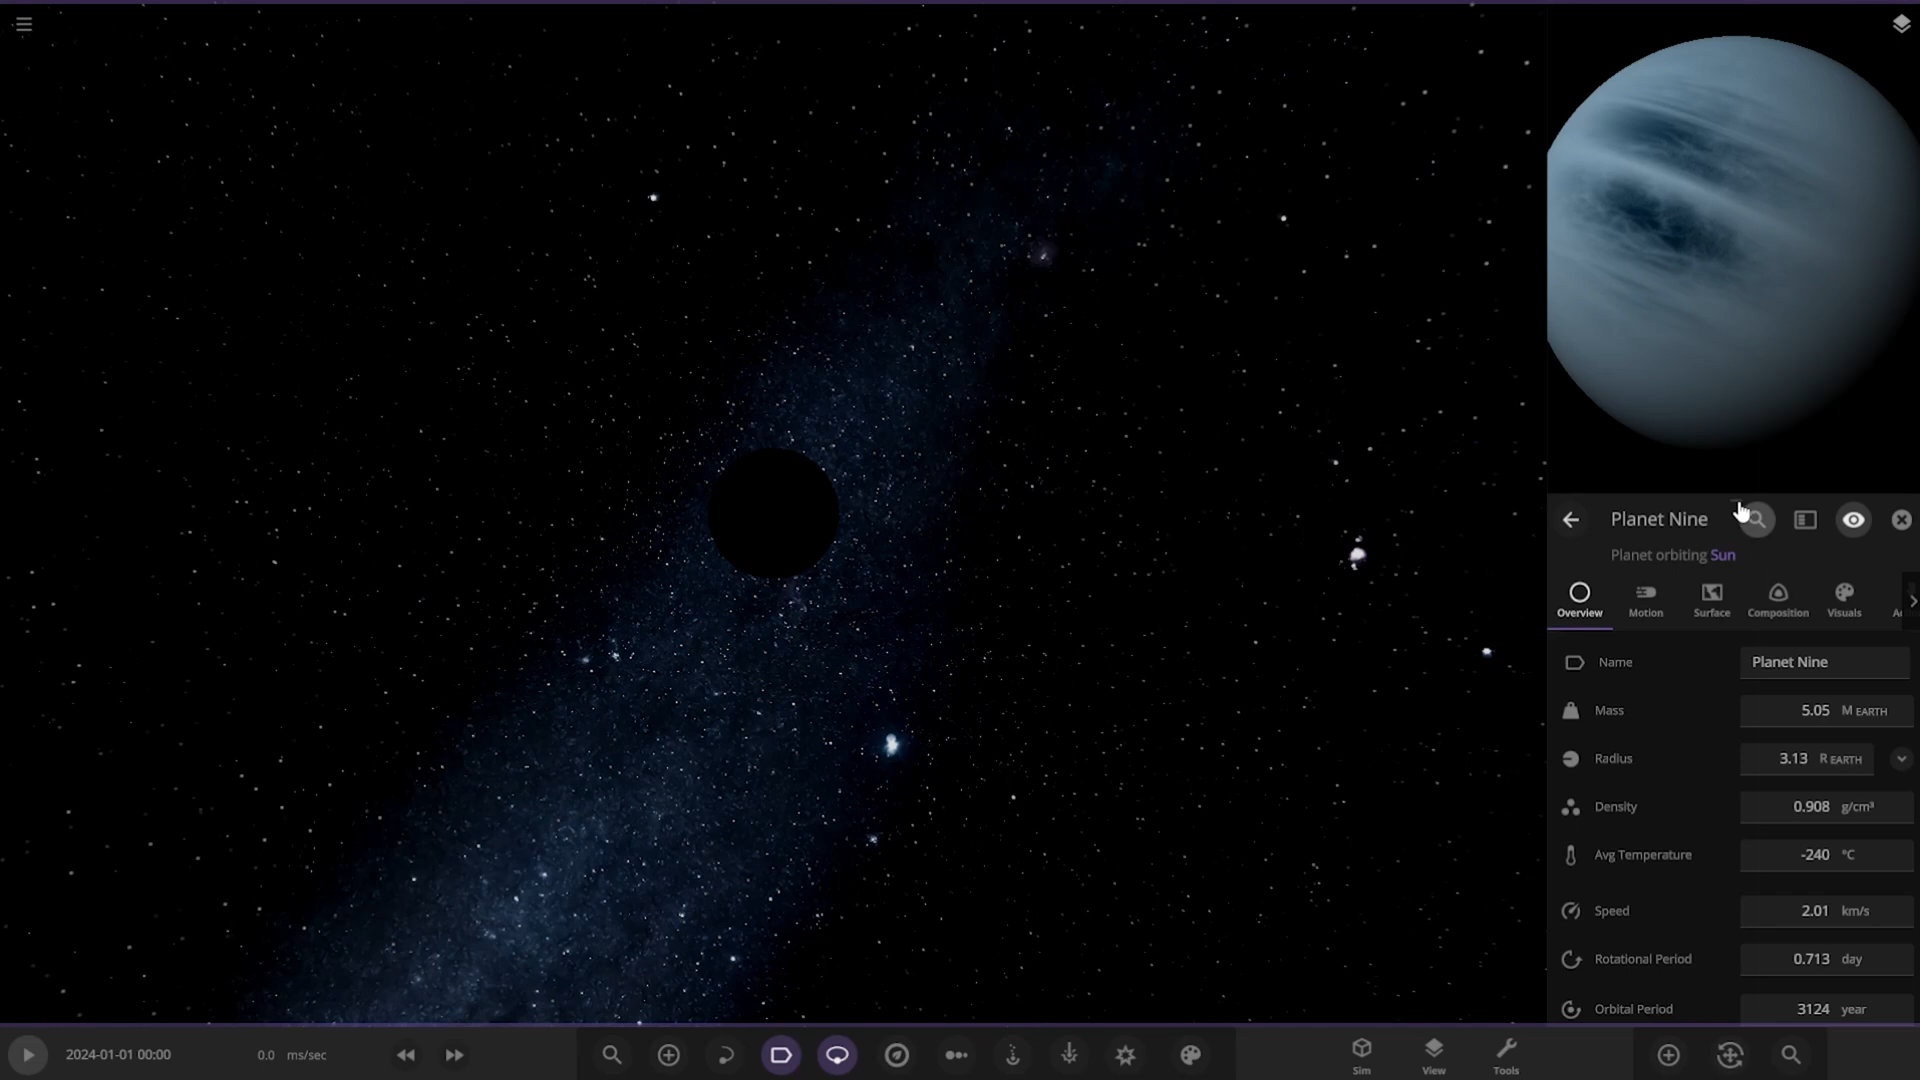 Planet Nine
Planet orbiting Sun
Overview
Motion
Surface
Composition
Visuals
Name
Planet Nine
Mass
5.05 M EARTH
Radius
3.13 R EARTH
Density
0.908 g/cm³
Avg Temperature
-240 °C
Speed
2.01 km/s
Rotational Period
0.713 day
Orbital Period
3124 year
2024-01-01 00:00
0.0 ms/sec
Sim
View
Tools